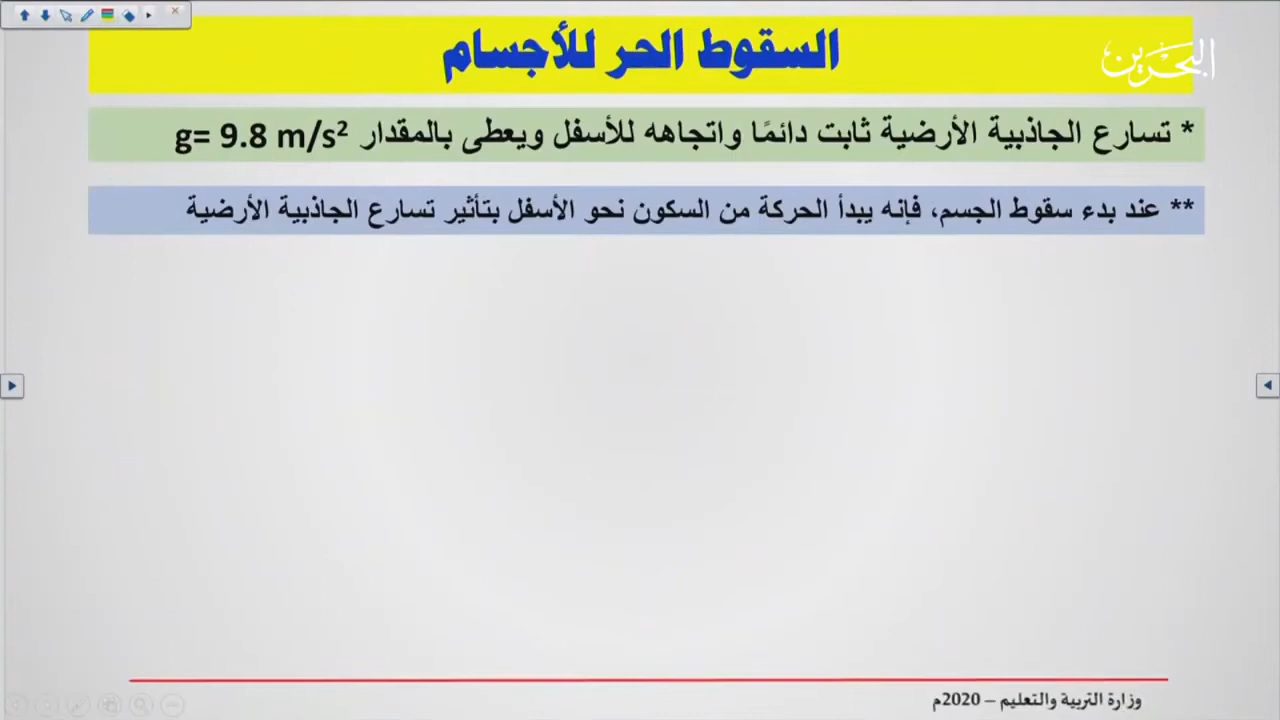 السقوط الحر للأجسام
البحرين
* تسارع الجاذبية الأرضية ثابت دائمًا واتجاهه للأسفل ويعطى بالمقدار g= 9.8 m/s²
** عند بدء سقوط الجسم، فإنه يبدأ الحركة من السكون نحو الأسفل بتأثير تسارع الجاذبية الأرضية
وزارة التربية والتعليم – 2020م